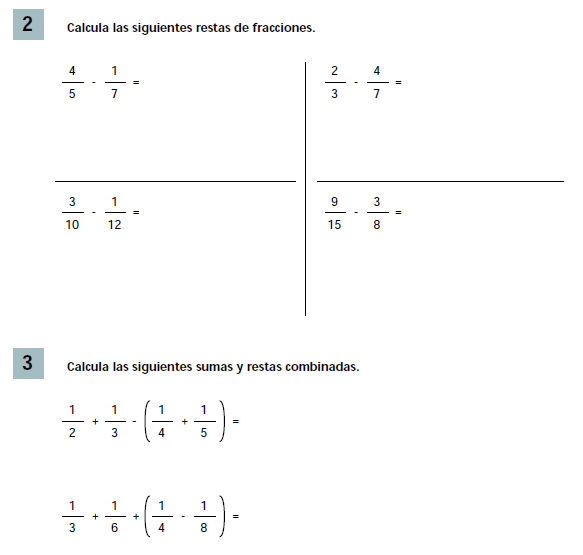 2 Calcula las siguientes restas de fracciones.
4/5 - 1/7 =
2/3 - 4/7 =
3/10 - 1/12 =
9/15 - 3/8 =
3 Calcula las siguientes sumas y restas combinadas.
1/2 + 1/3 - (1/4 + 1/5) =
1/3 + 1/6 + (1/4 - 1/8) =